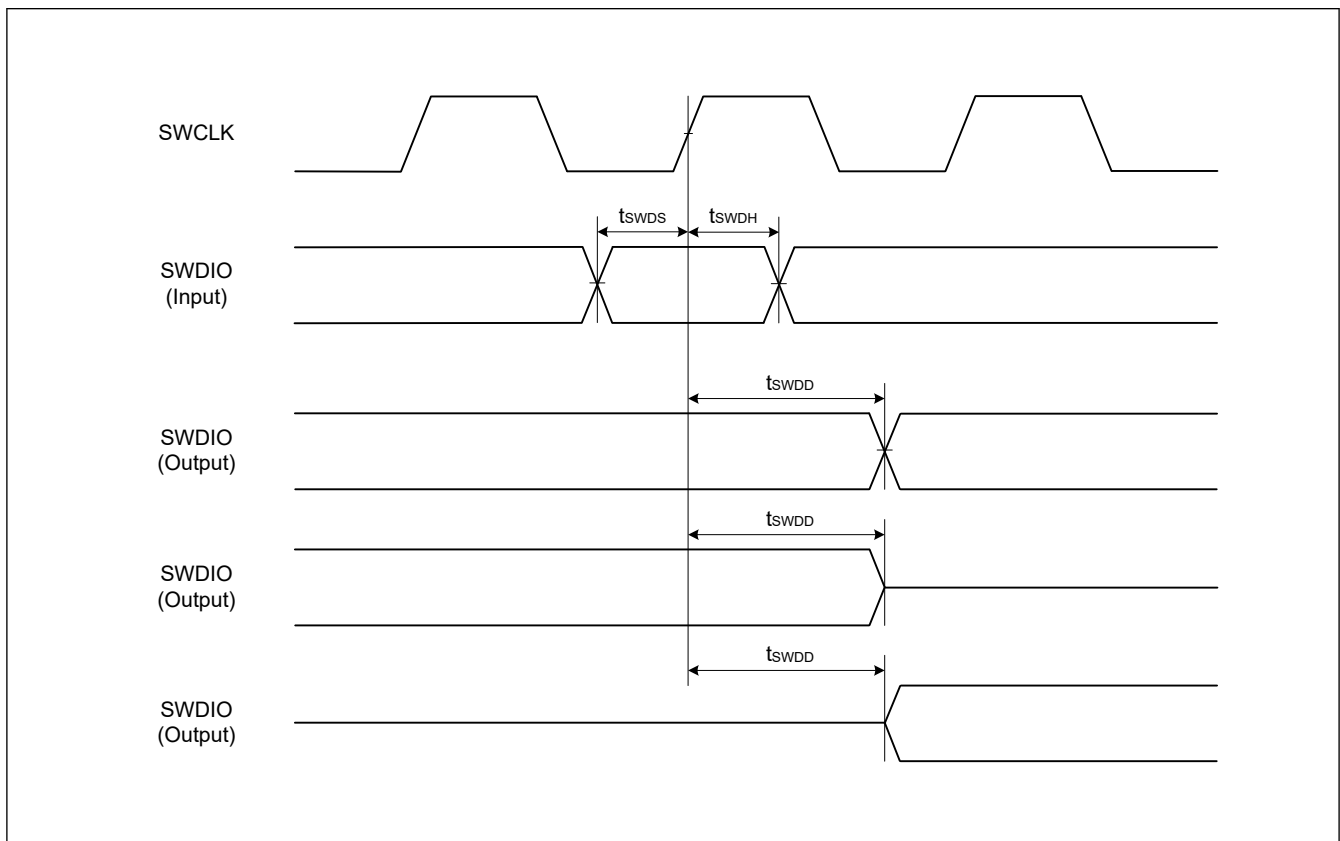 SWCLK
tSWDS
tSWDH
SWDIO
(Input)
tSWDD
SWDIO
(Output)
tSWDD
SWDIO
(Output)
tSWDD
SWDIO
(Output)